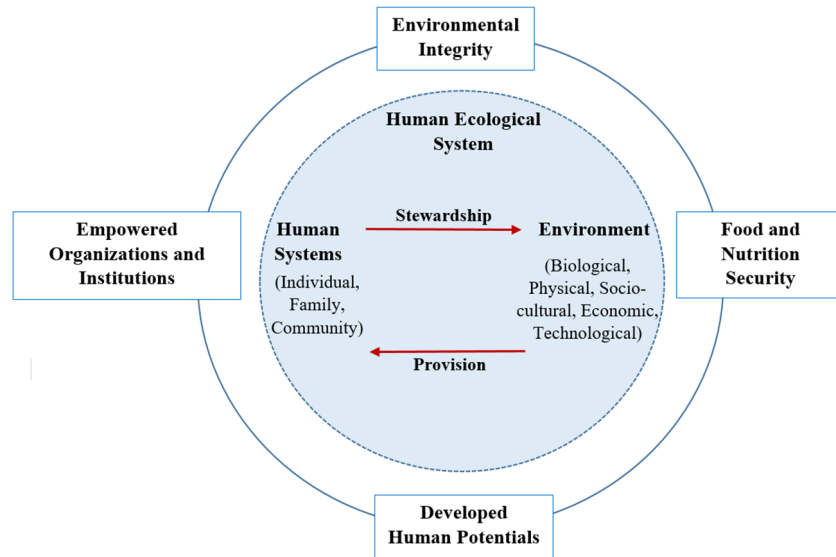 Environmental
Integrity
Human Ecological
System
Empowered
Organizations and
Institutions
Human
Systems
(Individual,
Family,
Community)
Stewardship
Environment
(Biological,
Physical, Socio-
cultural, Economic,
Technological)
Provision
Food and
Nutrition
Security
Developed
Human Potentials